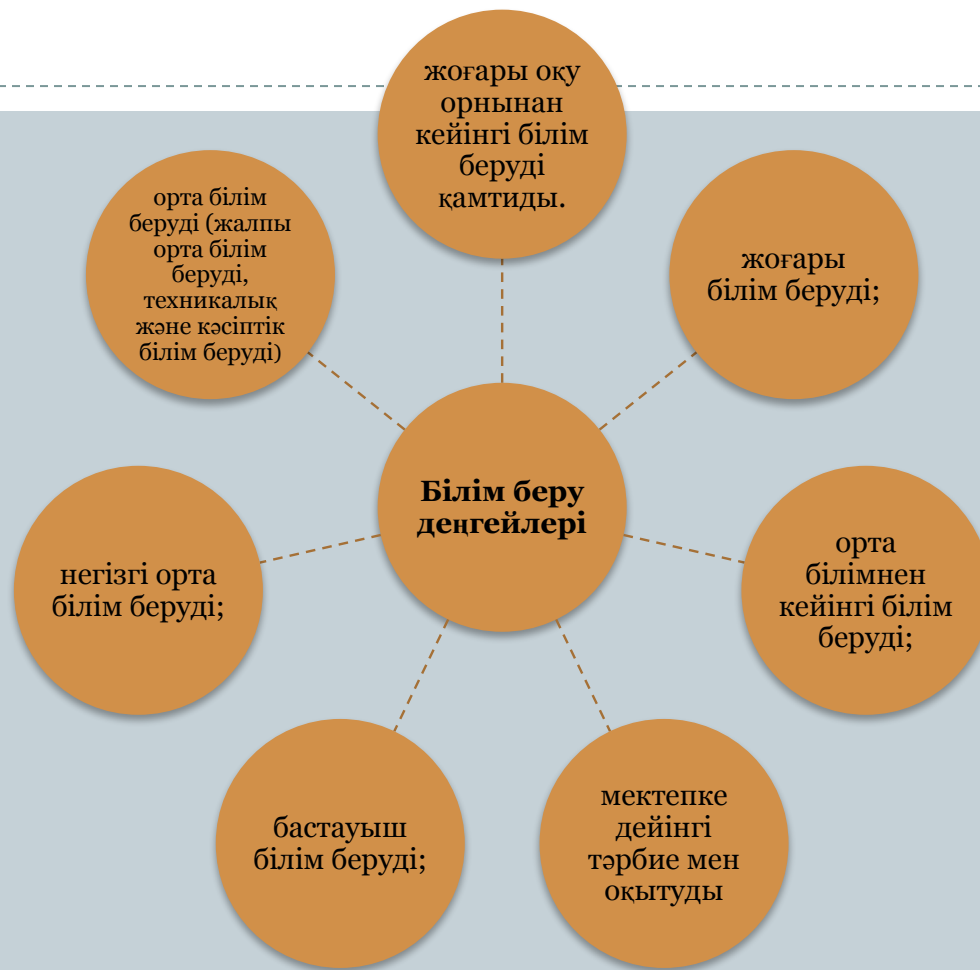 жоғары оқу
орнынан
кейінгі білім
беруді
қамтиды.
жоғары
білім беруді;
орта
білімнен
кейінгі білім
беруді;
мектепке
дейінгі
тәрбие мен
оқытуды
бастауыш
білім беруді;
негізгі орта
білім беруді;
орта білім
беруді (жалпы
орта білім
беруді,
техникалық
және кәсіптік
білім беруді)
Білім беру
деңгейлері